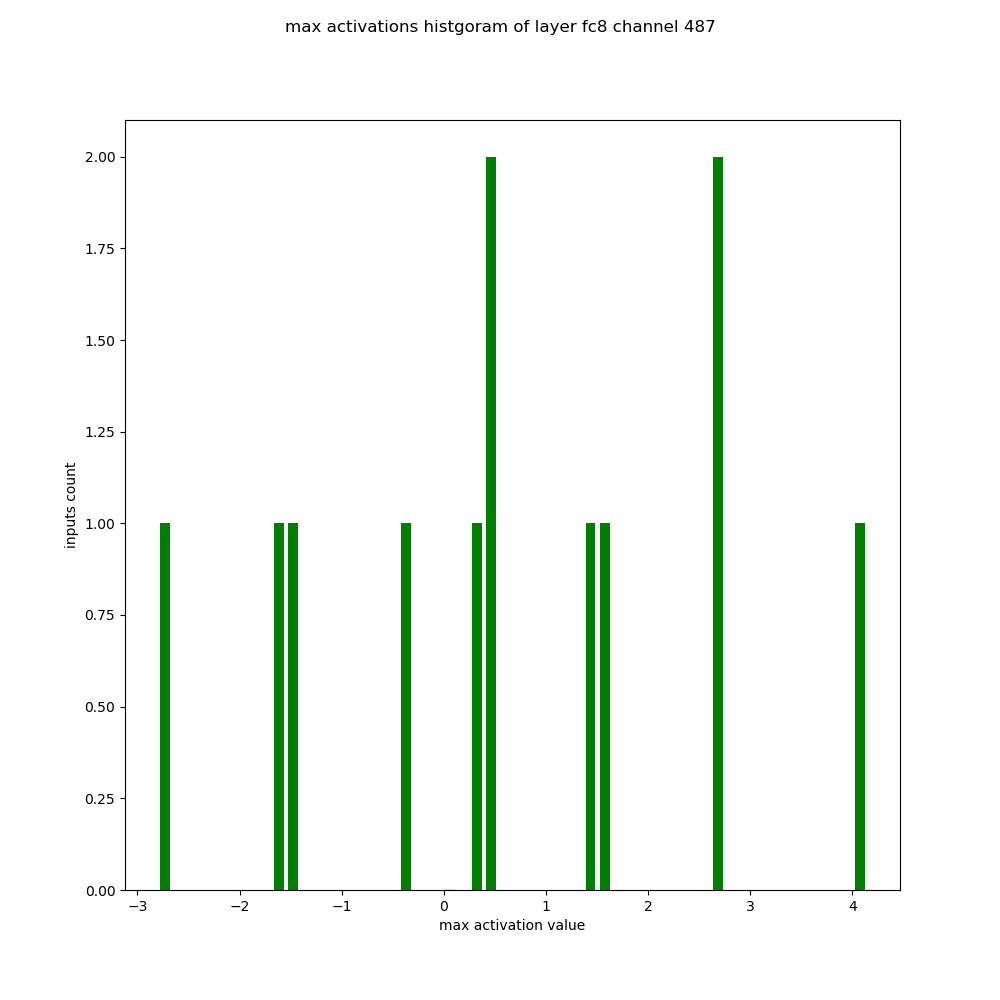 max activations histgoram of layer fc8 channel 487
2.00
1.75
1.50
1.25
1.00
0.75
0.50
0.25
0.00
inputs count
−3 −2 −1 0 1 2 3 4
max activation value